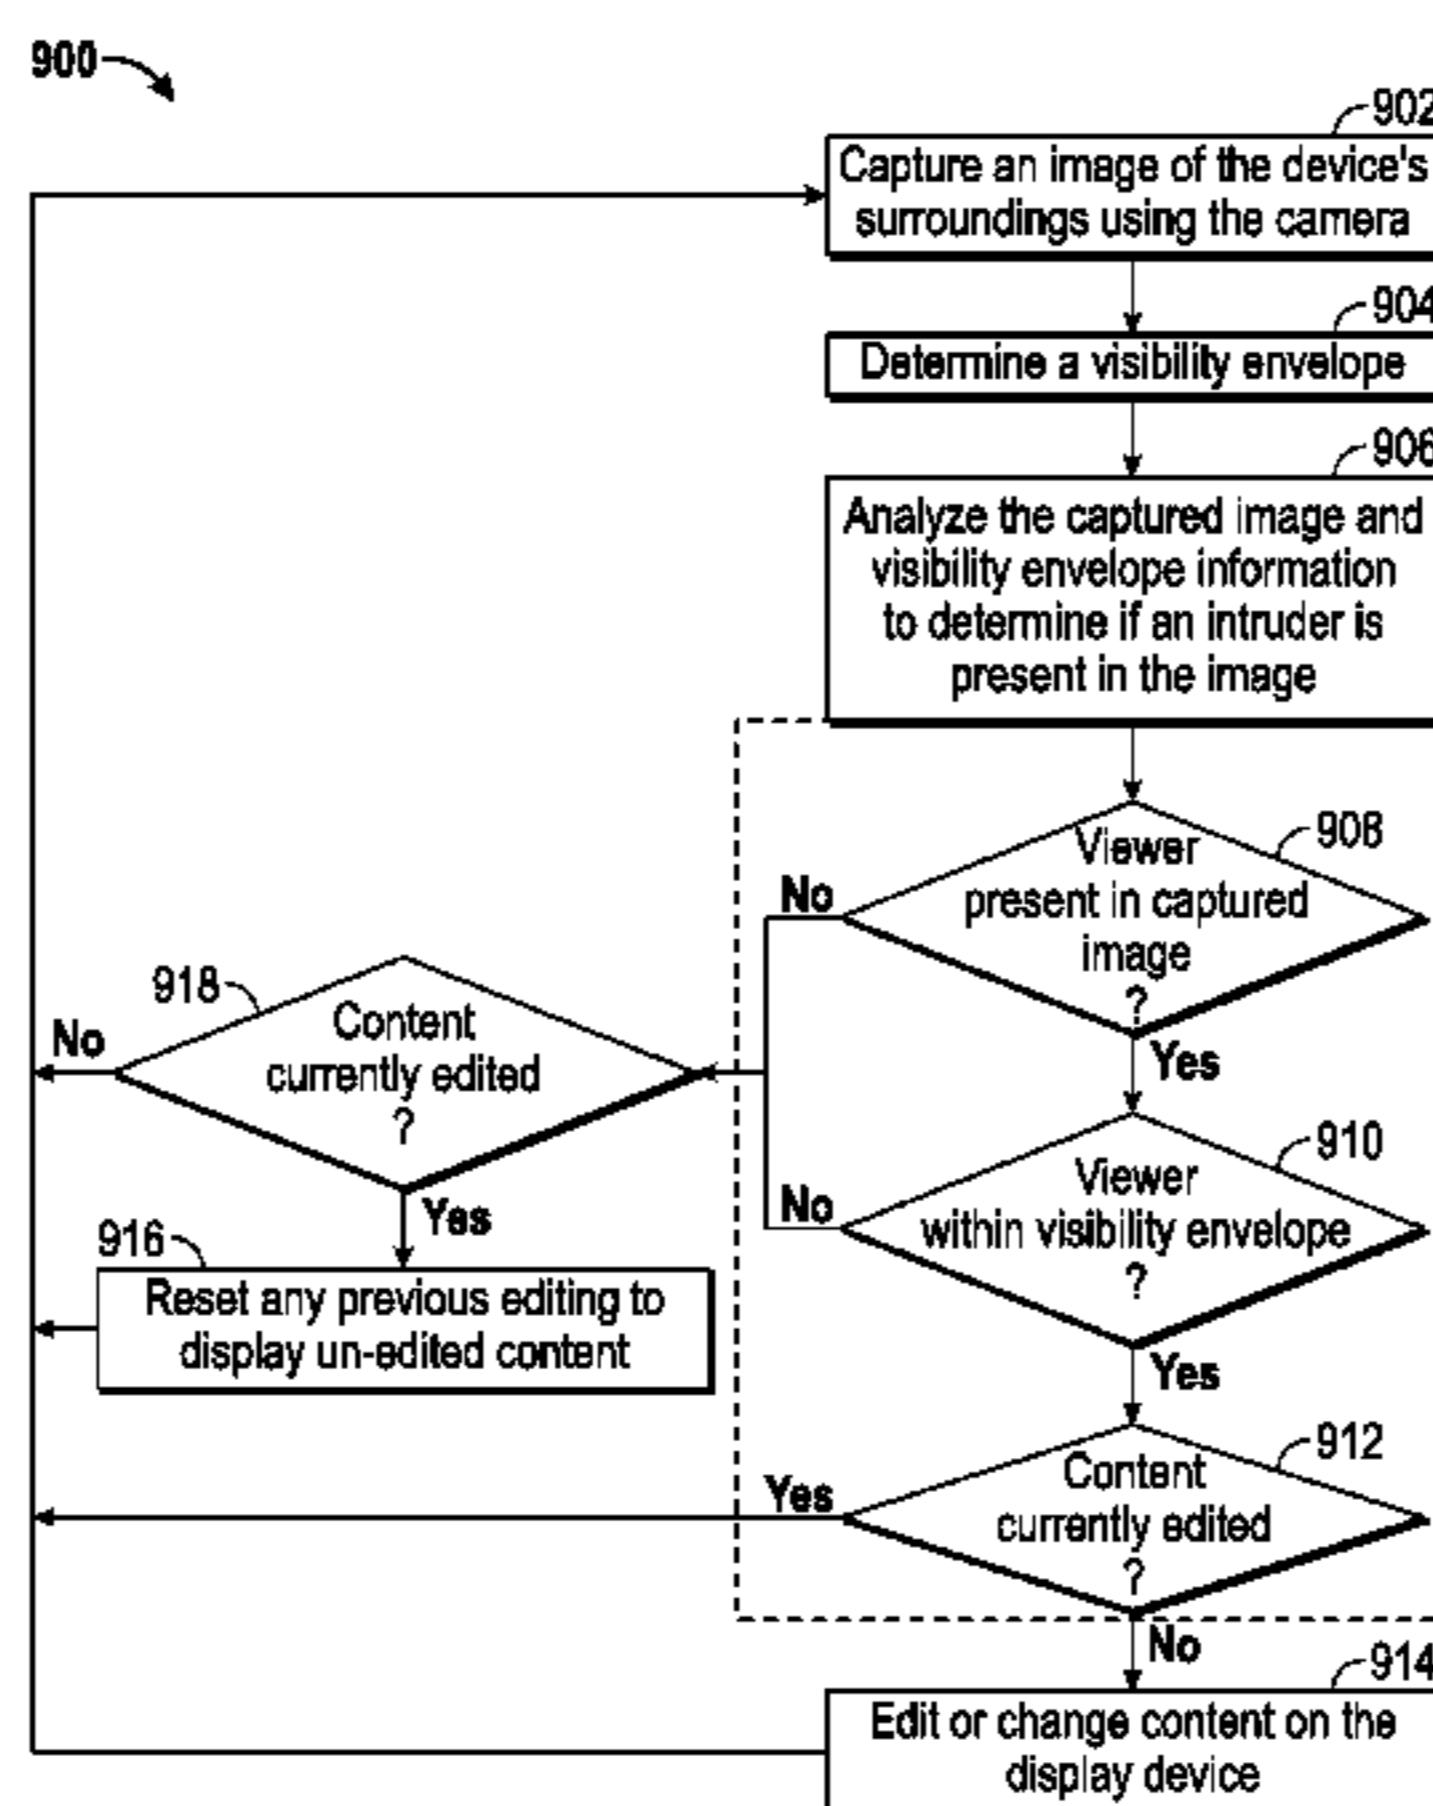 900
902
Capture an image of the device's
surroundings using the camera
904
Determine a visibility envelope
906
Analyze the captured image and
visibility envelope information
to determine if an intruder is
present in the image
908
Viewer
present in captured
image
?
No
Yes
918
Content
currently edited
?
No
Yes
910
Viewer
within visibility envelope
?
No
Yes
916
Reset any previous editing to
display un-edited content
912
Content
currently edited
?
Yes
No
914
Edit or change content on the
display device